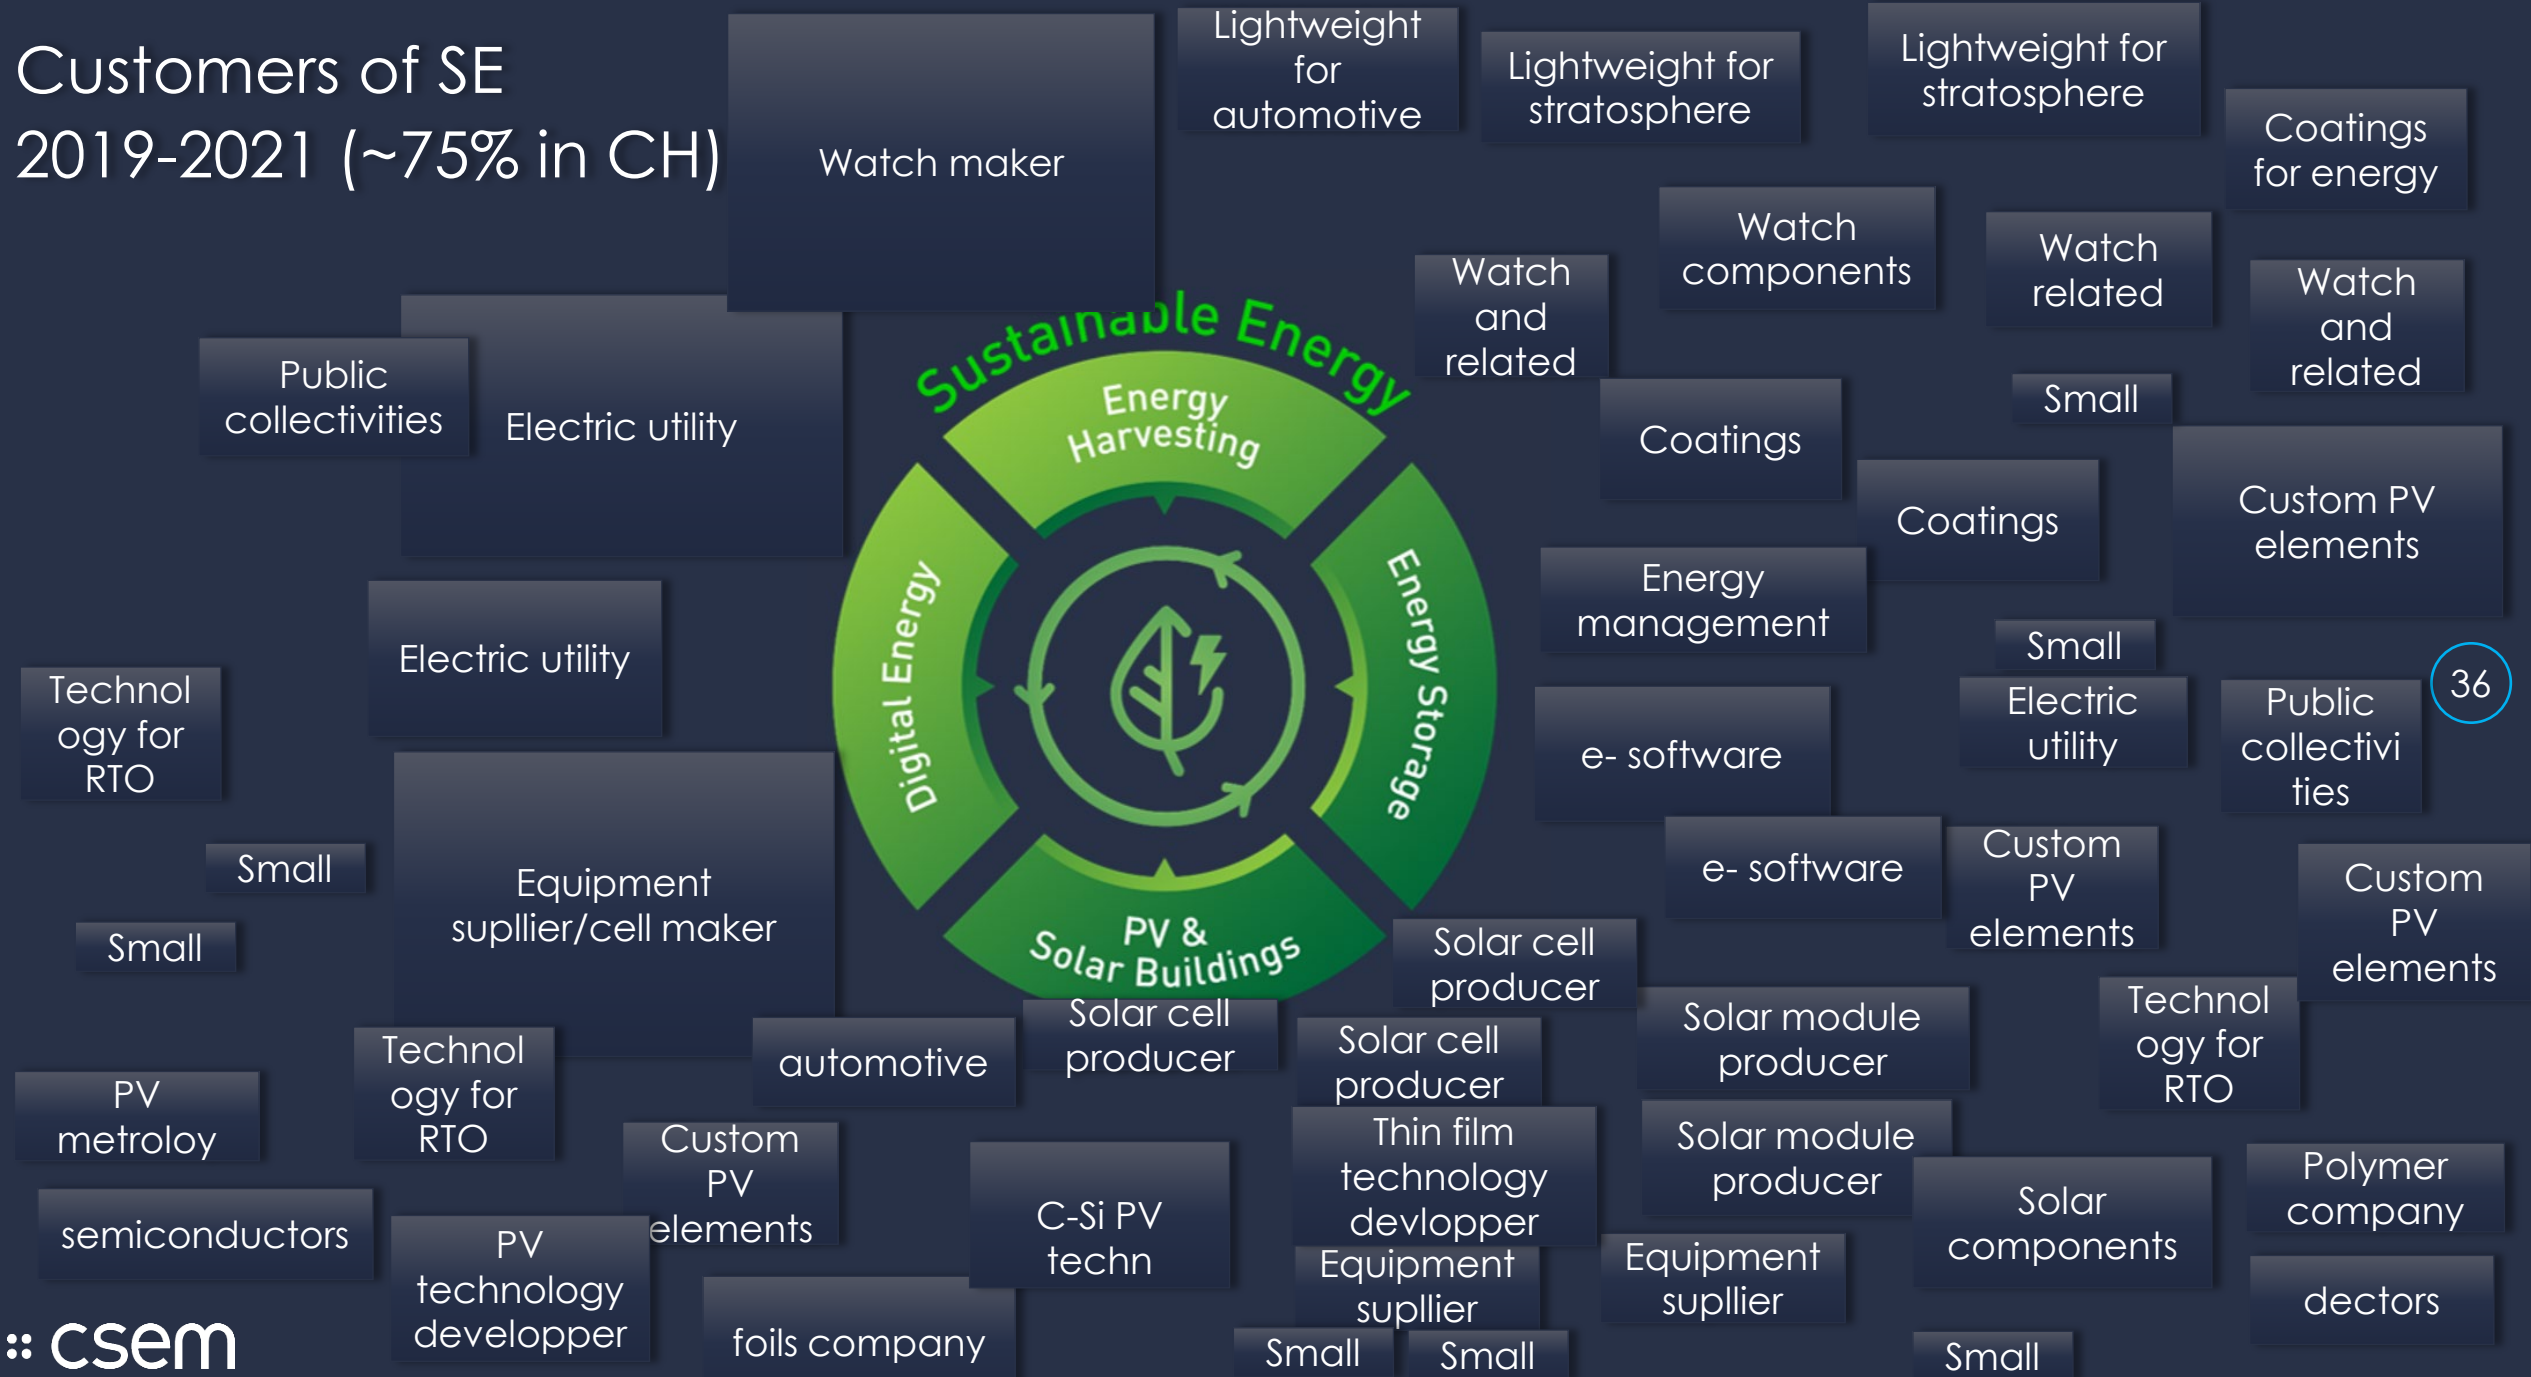 Customers of SE
2019-2021 (~75% in CH)
Watch maker
Lightweight
for
automotive
Lightweight for
stratosphere
Lightweight for
stratosphere
Coatings
for energy
Watch
components
Watch
related
Watch
and
related
Watch
and
related
Public
collectivities
Electric utility
Sustainable Energy
Energy
Harvesting
Energy Storage
PV &
Solar Buildings
Digital Energy
Coatings
Small
Coatings
Custom PV
elements
Energy
management
Electric utility
Small
Electric
utility
Public
collectivi
ties
36
Technol
ogy for
RTO
e- software
e- software
Custom
PV
elements
Custom
PV
elements
Small
Small
Equipment
supllier/cell maker
Solar cell
producer
Solar cell
producer
Solar cell
producer
Solar module
producer
Technol
ogy for
RTO
automotive
Technol
ogy for
RTO
PV
metroloy
Custom
PV
elements
C-Si PV
techn
Thin film
technology
devlopper
Solar module
producer
Solar
components
Polymer
company
semiconductors
PV
technology
developper
foils company
Equipment
supllier
Equipment
supllier
dectors
Small
Small
Small
csem